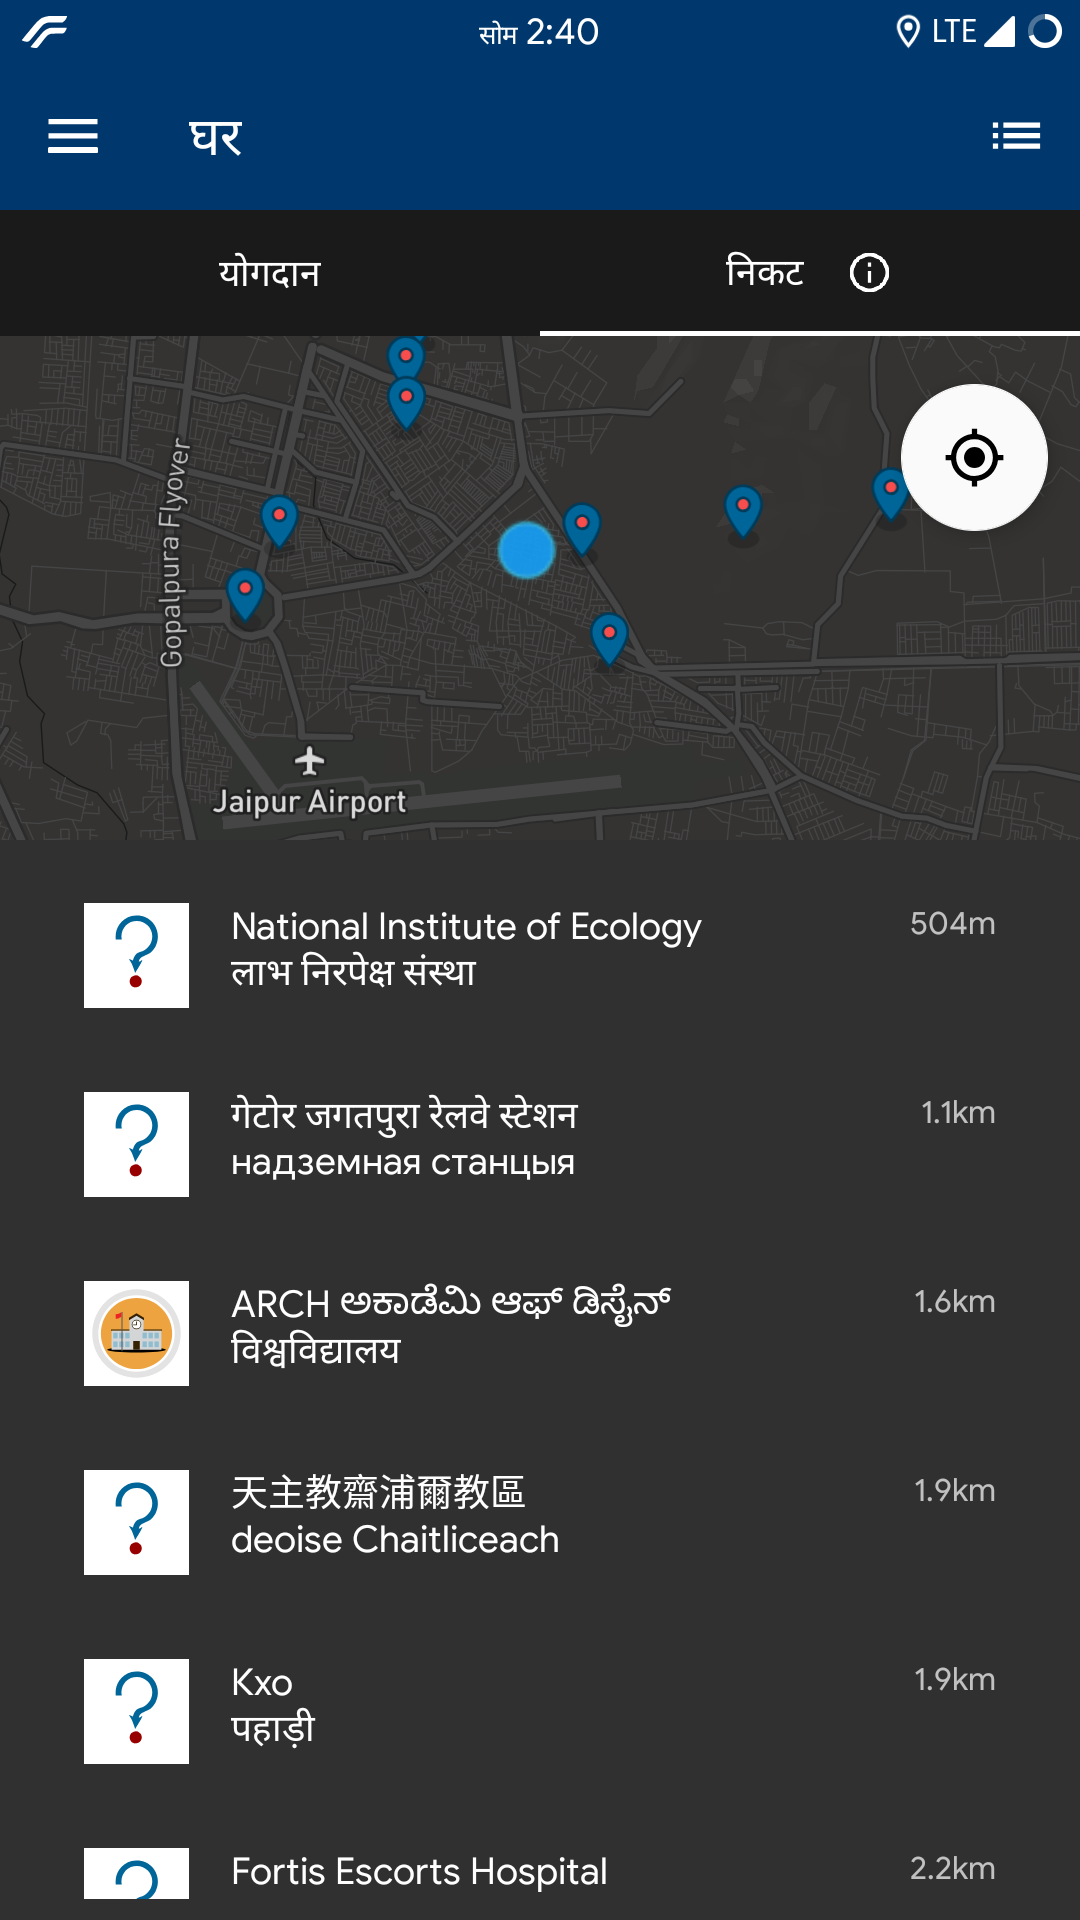 सोम 2:40
LTE
घर
योगदान
निकट
Gopalpura Flyover
Jaipur Airport
National Institute of Ecology
504m
लाभ निरपेक्ष संस्था
गेटोर जगतपुरा रेलवे स्टेशन
1.1km
надземная станцыя
ARCH ಅಕಾಡೆಮಿ ಆಫ್ ಡಿಸೈನ್
1.6km
विश्वविद्यालय
天主教齋浦爾教區
1.9km
deoise Chaitliceach
Кхо
1.9km
पहाड़ी
Fortis Escorts Hospital
2.2km